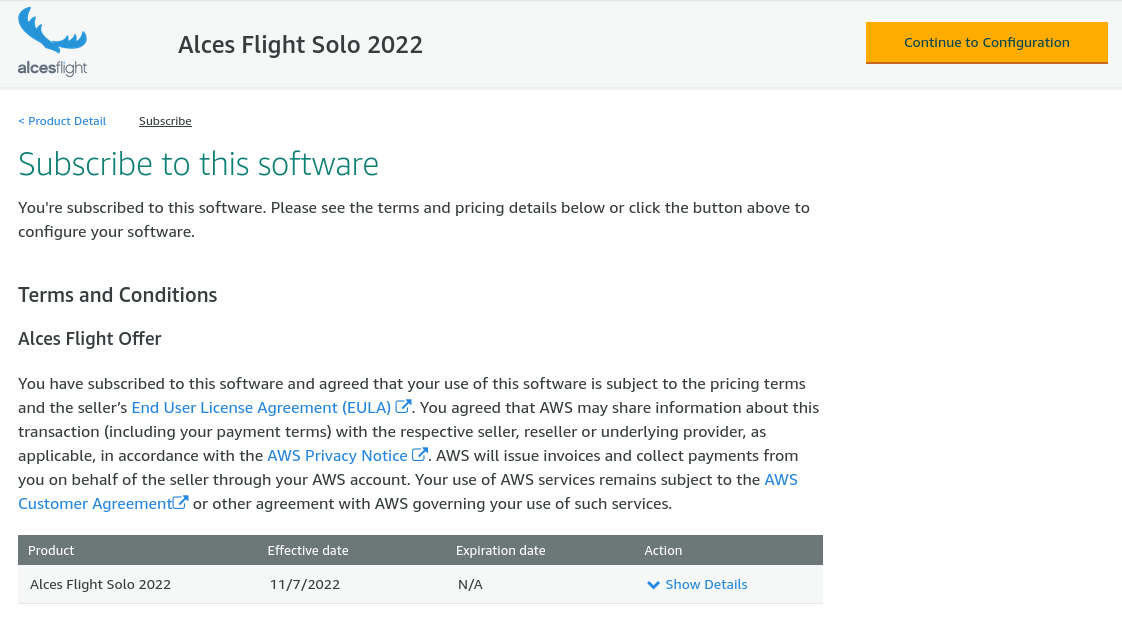 alcesflight
Alces Flight Solo 2022
Continue to Configuration
< Product Detail
Subscribe
Subscribe to this software
You're subscribed to this software. Please see the terms and pricing details below or click the button above to
configure your software.
Terms and Conditions
Alces Flight Offer
You have subscribed to this software and agreed that your use of this software is subject to the pricing terms
and the seller’s End User License Agreement (EULA). You agreed that AWS may share information about this
transaction (including your payment terms) with the respective seller, reseller or underlying provider, as
applicable, in accordance with the AWS Privacy Notice. AWS will issue invoices and collect payments from
you on behalf of the seller through your AWS account. Your use of AWS services remains subject to the AWS
Customer Agreement or other agreement with AWS governing your use of such services.
Product Effective date Expiration date Action
Alces Flight Solo 2022 11/7/2022 N/A Show Details